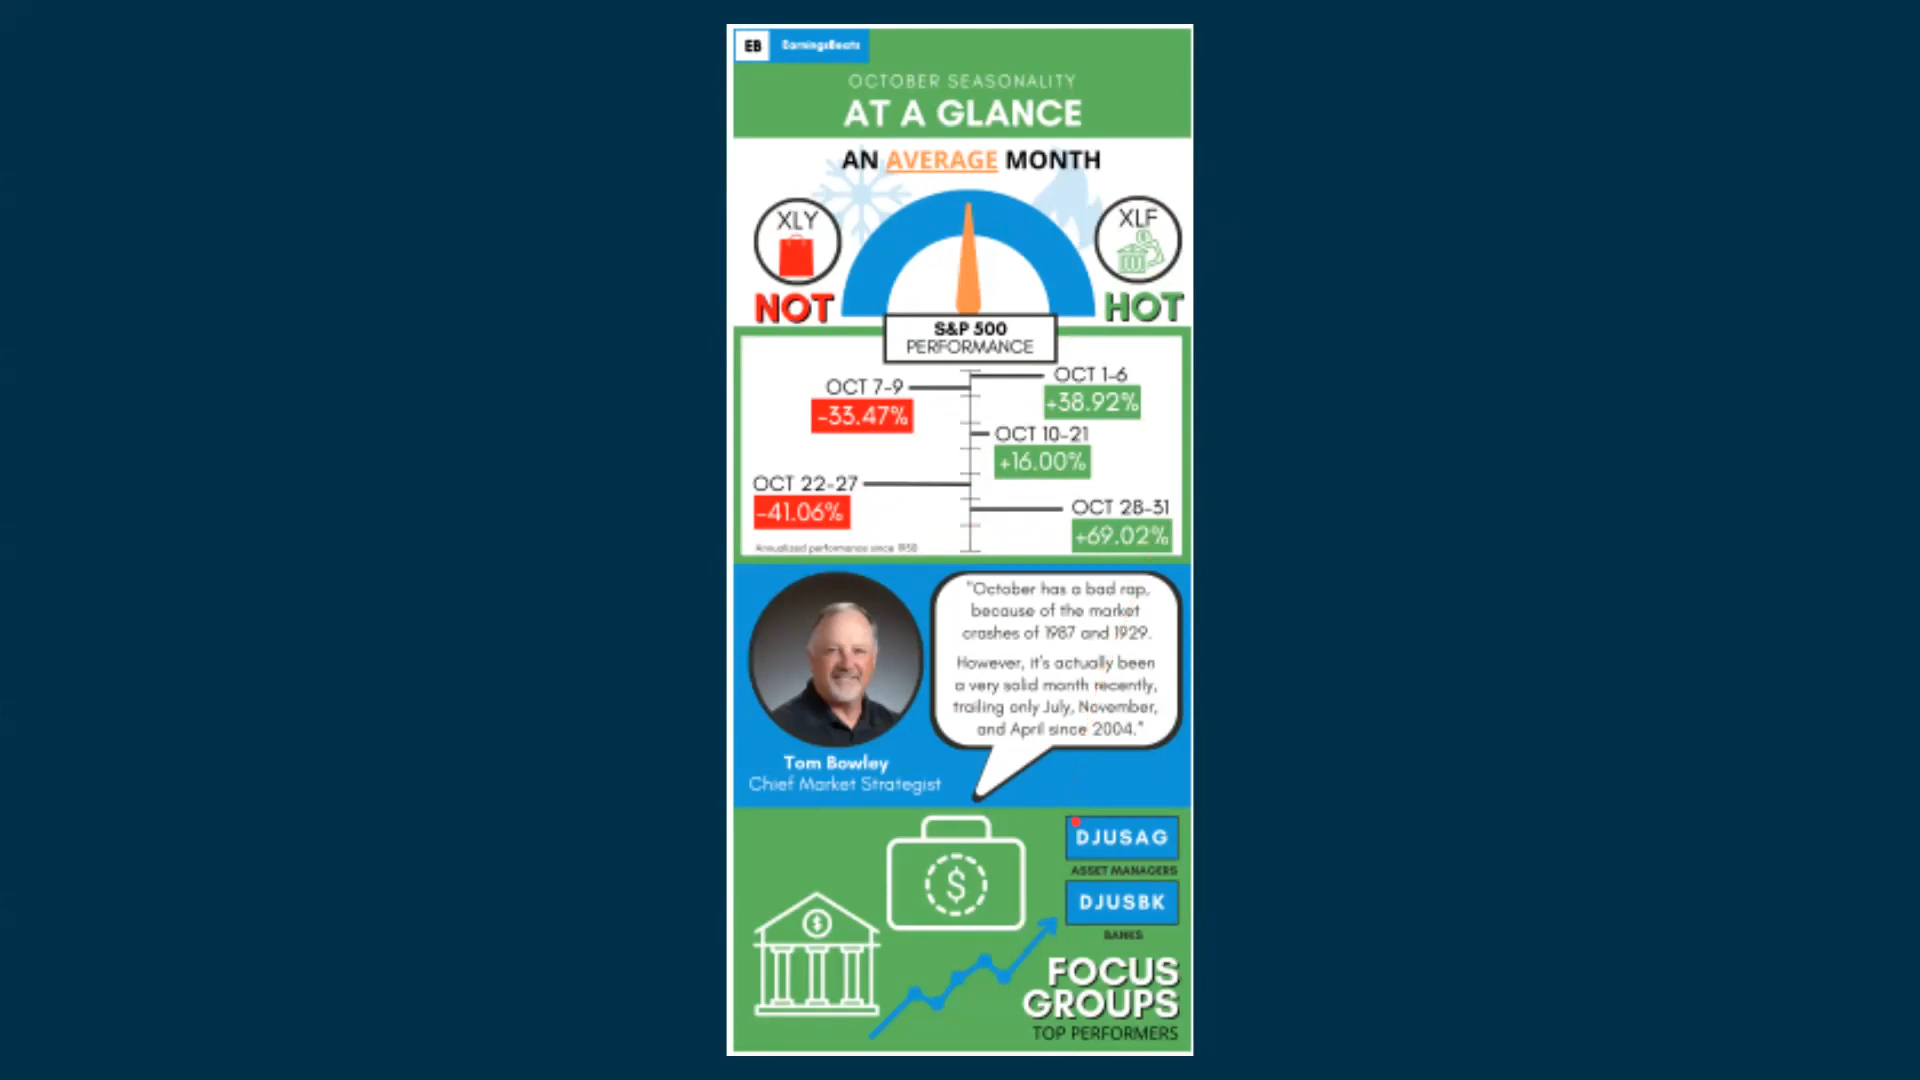 EB EarningsBeats
OCTOBER SEASONALITY
AT A GLANCE
AN AVERAGE MONTH
XLY
NOT
XLF
HOT
S&P 500
PERFORMANCE
OCT 1-6
+38.92%
OCT 7-9
-33.47%
OCT 10-21
+16.00%
OCT 22-27
-41.06%
OCT 28-31
+69.02%
Annualized performance since 1950
"October has a bad rap,
because of the market
crashes of 1987 and 1929.
However, it's actually been
a very solid month recently,
trailing only July, November,
and April since 2004."
Tom Bowley
Chief Market Strategist
DJUSAG
ASSET MANAGERS
DJUSBK
BANKS
FOCUS
GROUPS
TOP PERFORMERS